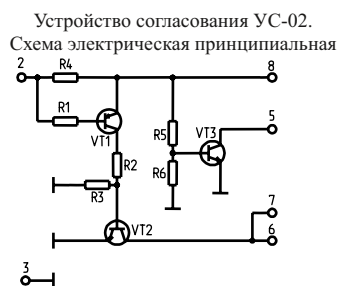 Устройство согласования УС-02.
Схема электрическая принципиальная
2 R4 8
R1 5
VT1 R5 VT3
R2 R6
R3
7
VT2 6
3